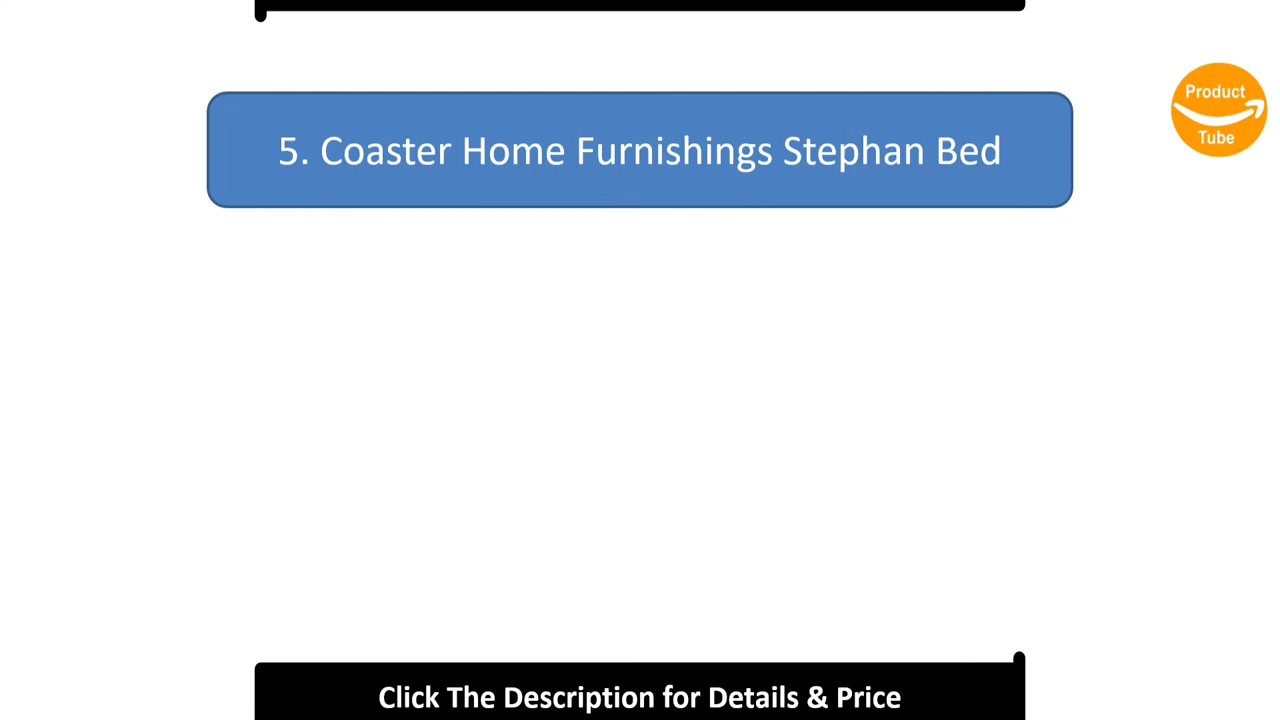 5. Coaster Home Furnishings Stephan Bed
Product
Tube
Click The Description for Details & Price